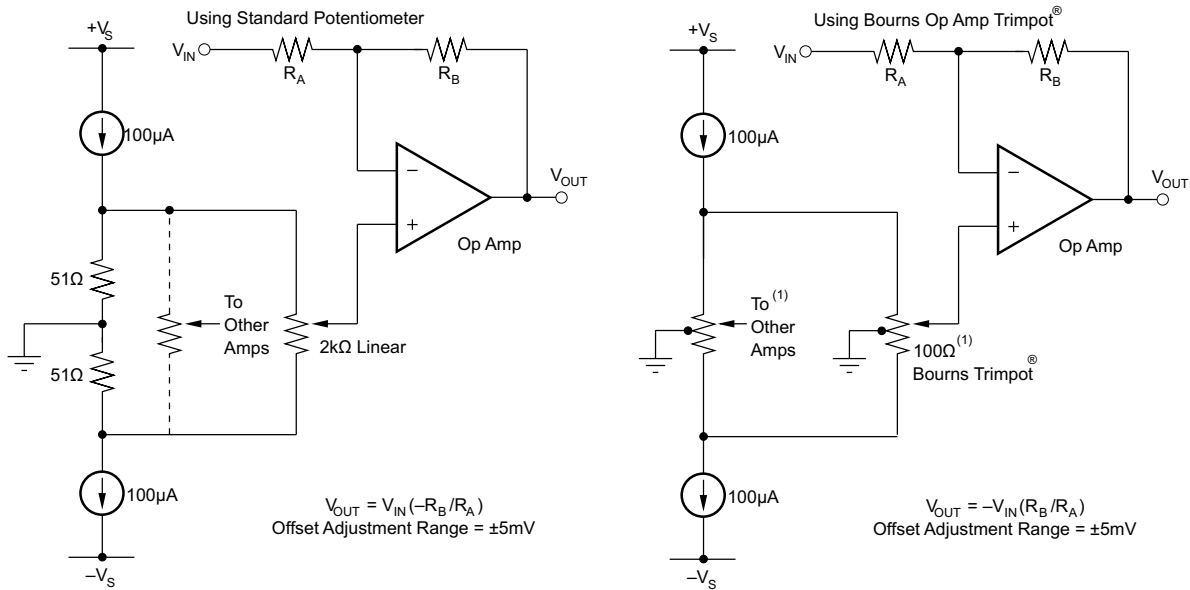 Using Standard Potentiometer
+VS
VIN
RA
RB
100µA
−
+
VOUT
Op Amp
51Ω
51Ω
To
Other
Amps
2kΩ Linear
100µA
–VS
VOUT = VIN (–RB/RA)
Offset Adjustment Range = ±5mV
Using Bourns Op Amp Trimpot®
+VS
VIN
RA
RB
100µA
−
+
VOUT
Op Amp
To (1)
Other
Amps
100Ω (1)
Bourns Trimpot®
100µA
–VS
VOUT = –VIN (RB/RA)
Offset Adjustment Range = ±5mV